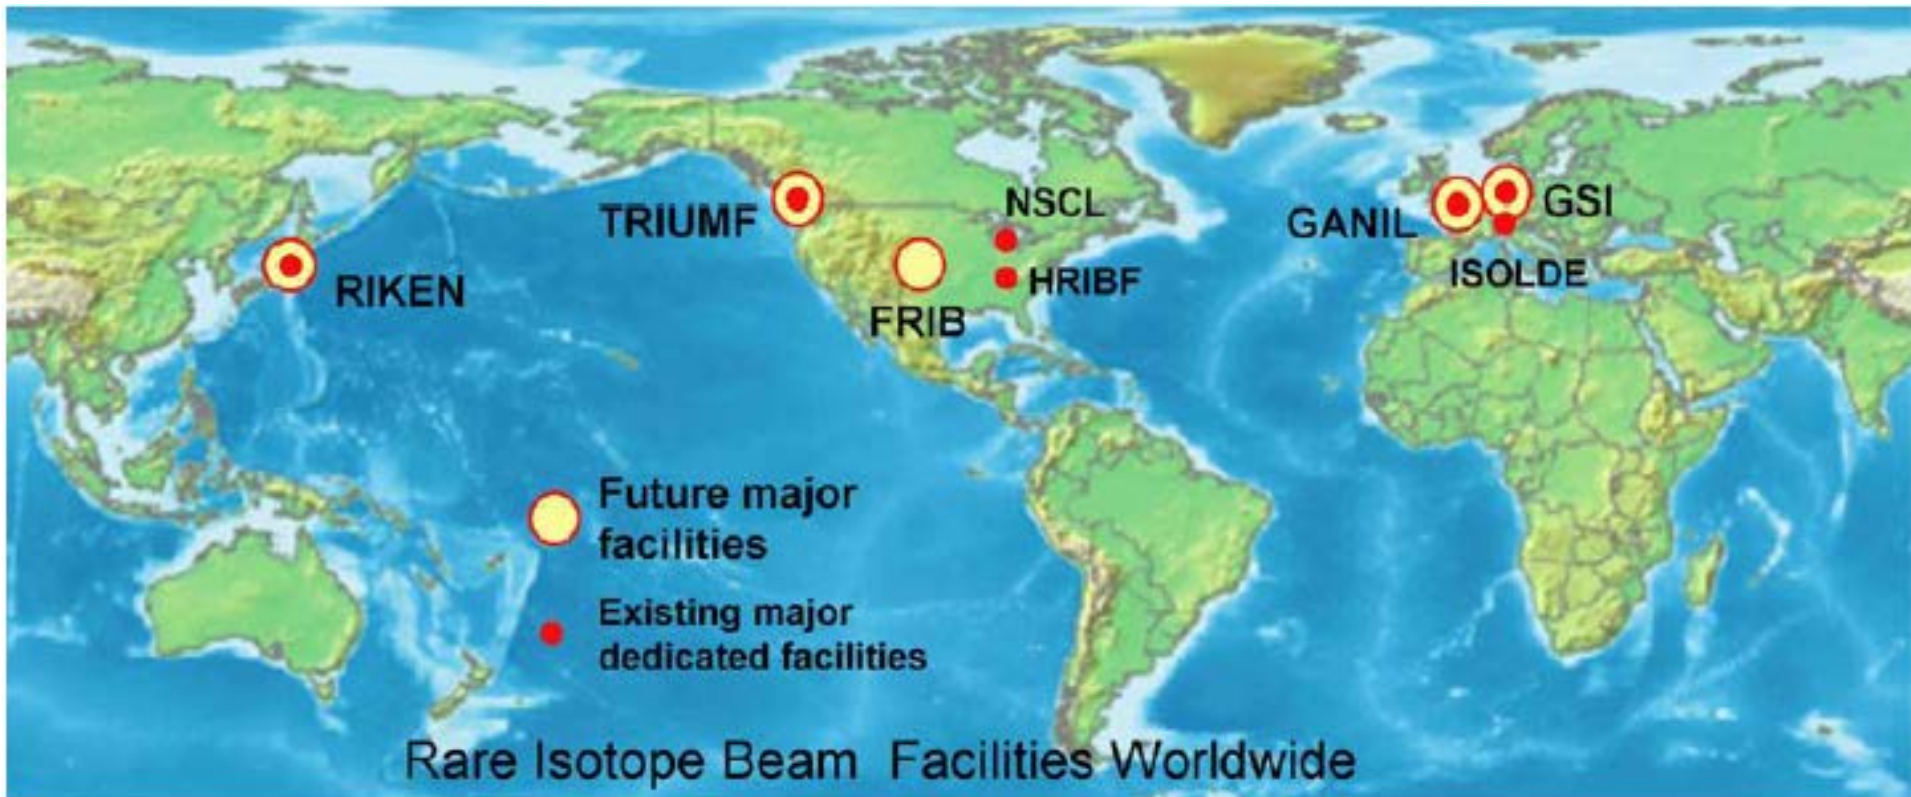 NSCL
TRIUMF
GANIL
GSI
RIKEN
HRIBF
ISOLDE
FRIB
Future major
facilities
Existing major
dedicated facilities
Rare Isotope Beam Facilities Worldwide